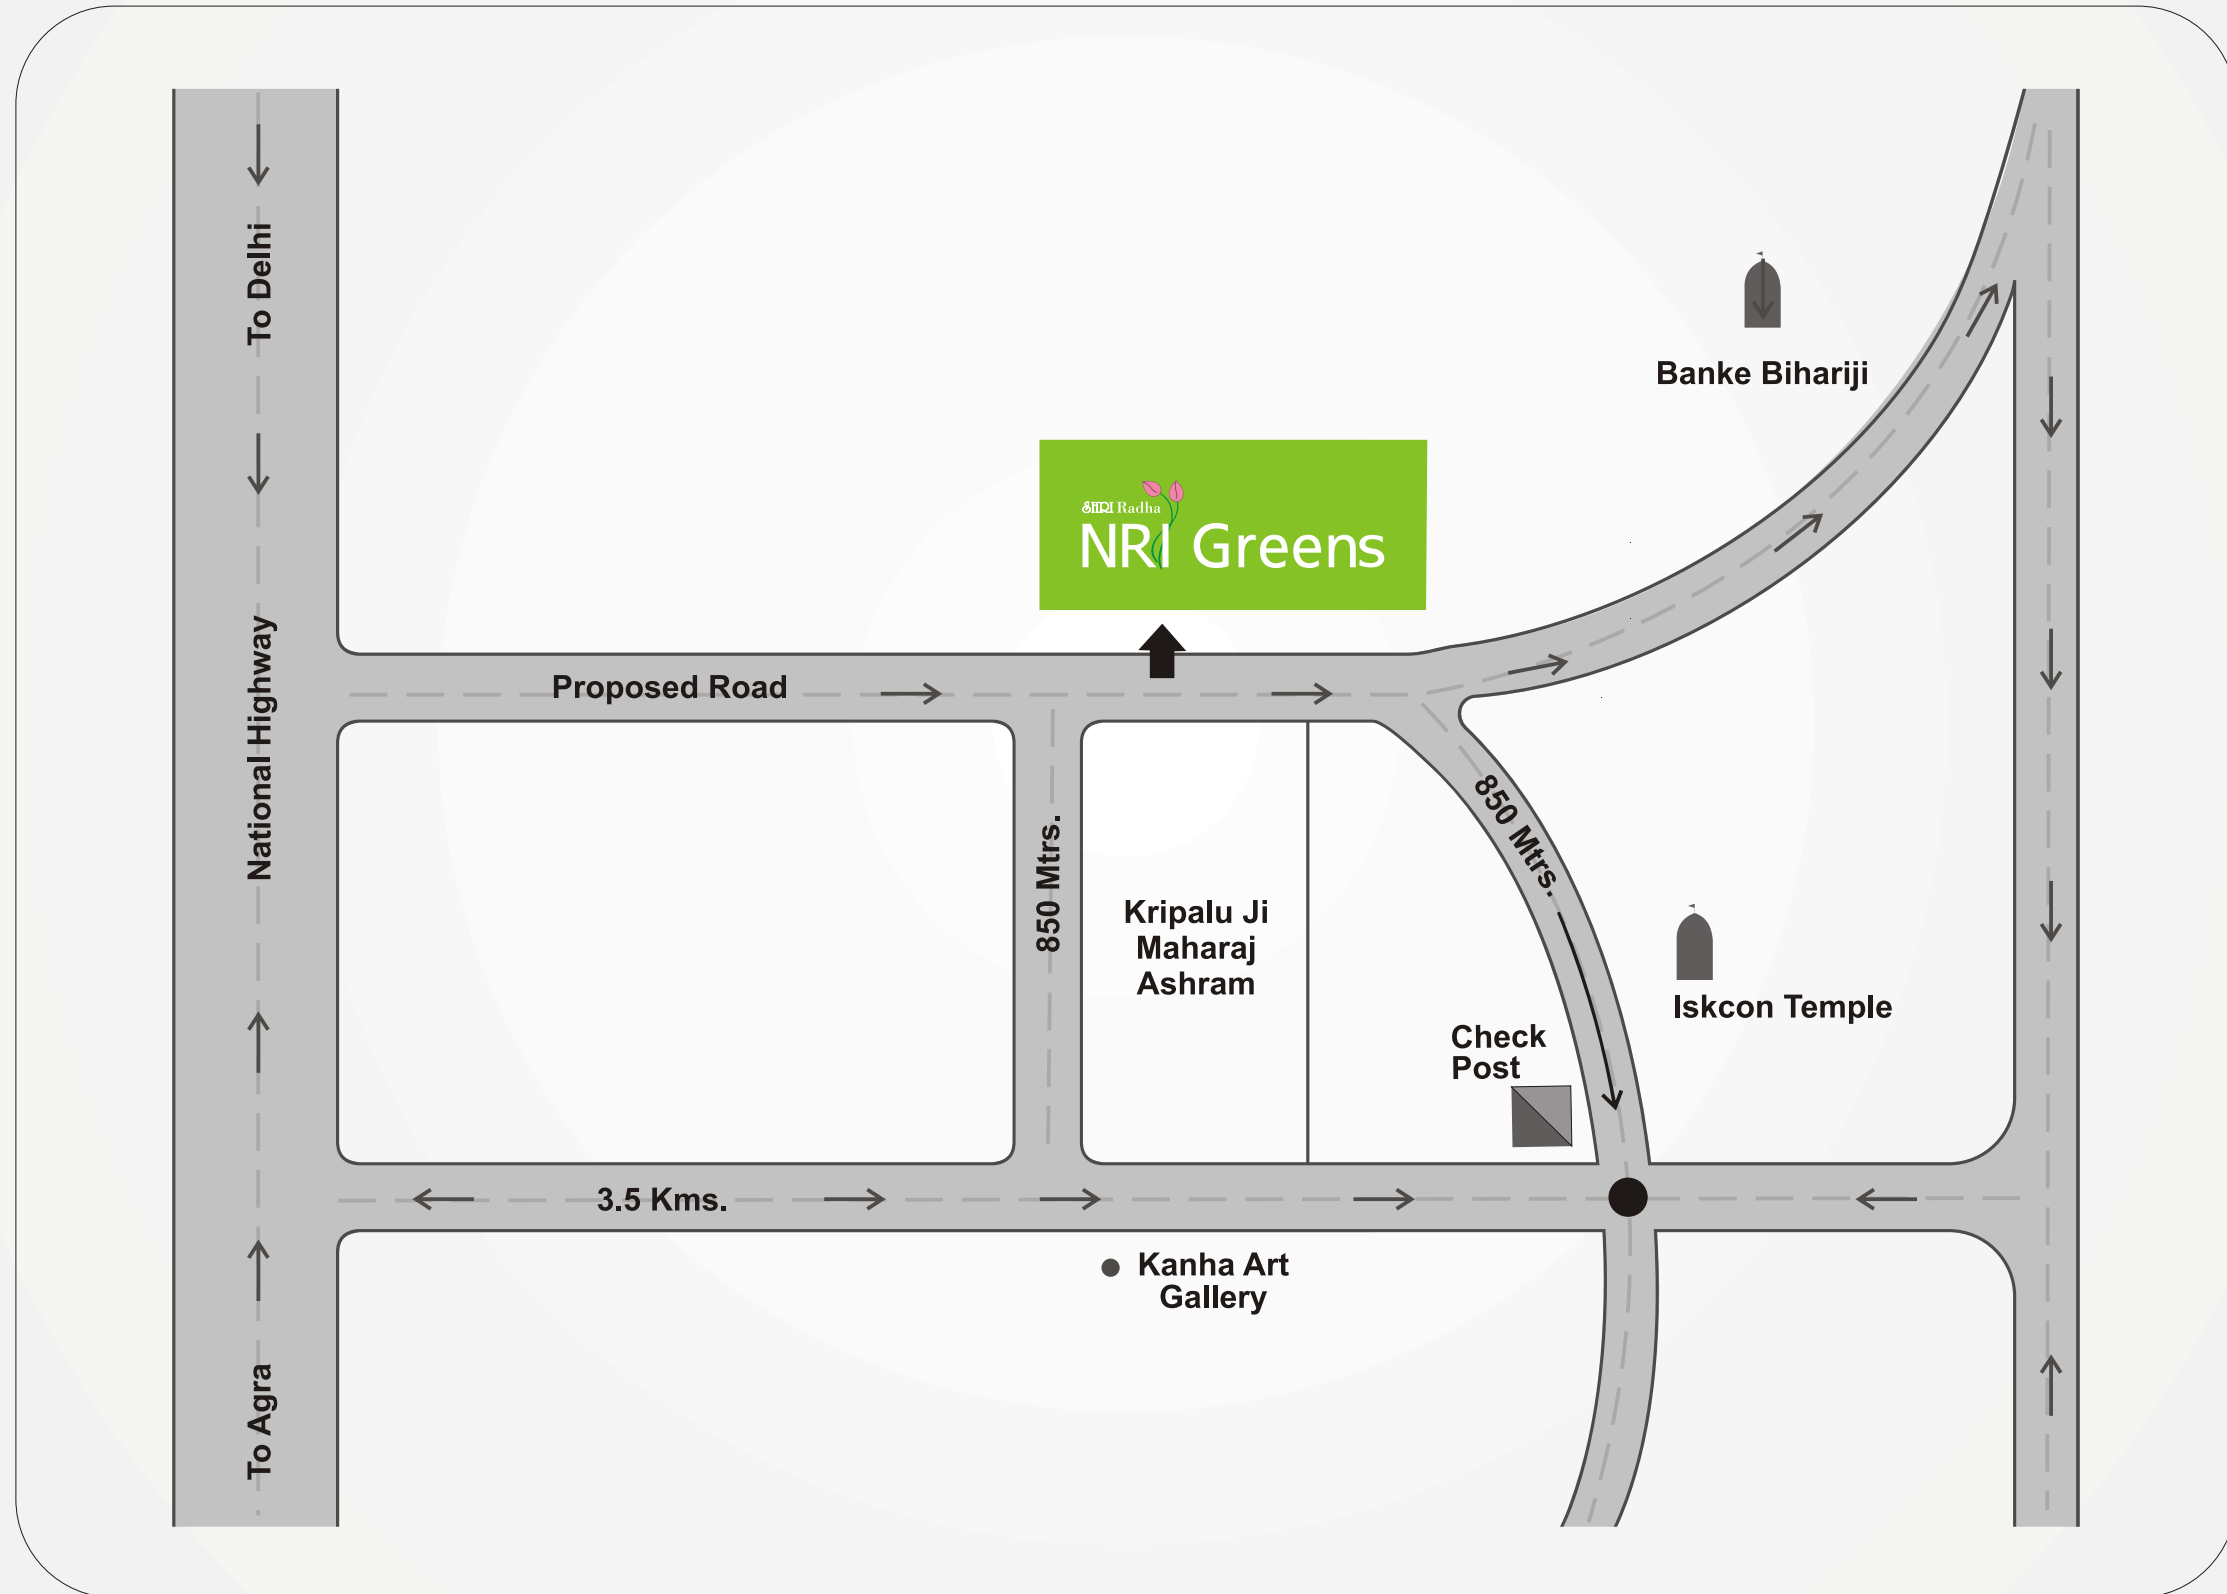 To Delhi
Banke Bihariji
SHRI Radha
NRI Greens
National Highway
Proposed Road
850 Mtrs.
850 Mtrs.
Kripalu Ji
Maharaj
Ashram
Iskcon Temple
Check
Post
3.5 Kms.
Kanha Art
Gallery
To Agra